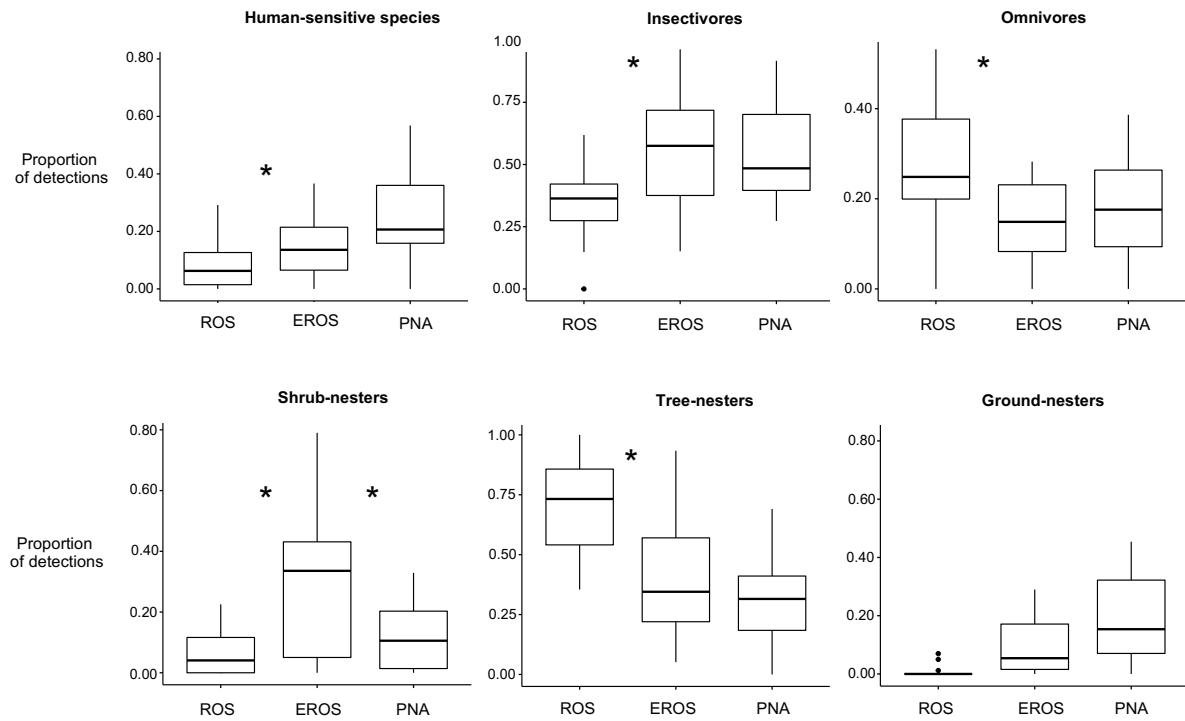 Human-sensitive species
Insectivores
Omnivores
Proportion
of detections
0.80
0.60
0.40
0.20
0.00
ROS
EROS
PNA
*
1.00
0.75
0.50
0.25
0.00
ROS
EROS
PNA
*
0.40
0.20
0.00
ROS
EROS
PNA
*
Shrub-nesters
Tree-nesters
Ground-nesters
Proportion
of detections
0.80
0.60
0.40
0.20
0.00
ROS
EROS
PNA
*
*
1.00
0.75
0.50
0.25
0.00
ROS
EROS
PNA
*
0.80
0.60
0.40
0.20
0.00
ROS
EROS
PNA